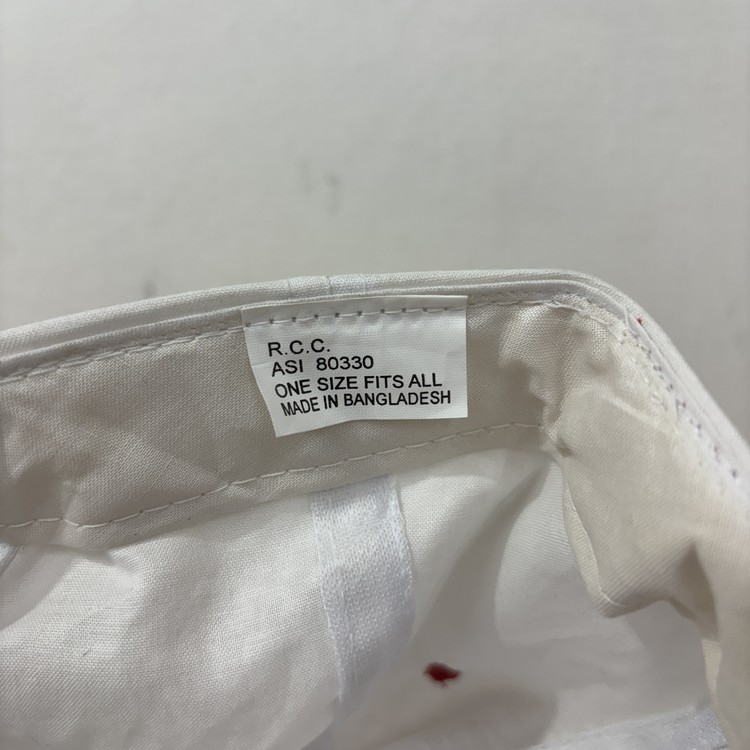 R.C.C.
ASI 80330
ONE SIZE FITS ALL
MADE IN BANGLADESH